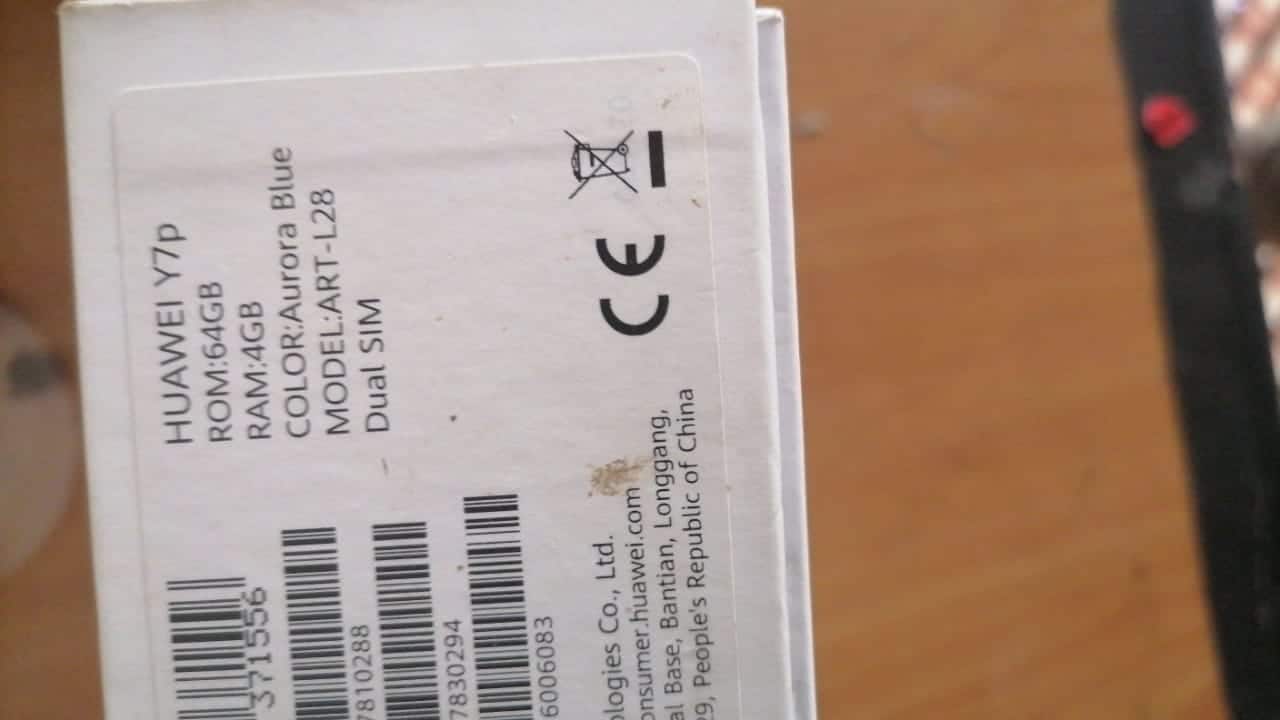 HUAWEI Y7p
ROM:64GB
RAM:4GB
COLOR:Aurora Blue
MODEL:ART-L28
Dual SIM
371556
7810288
7830294
6006083
CE
ologies Co., Ltd.
onsumer.huawei.com
al Base, Bantian, Longgang,
29, People's Republic of China